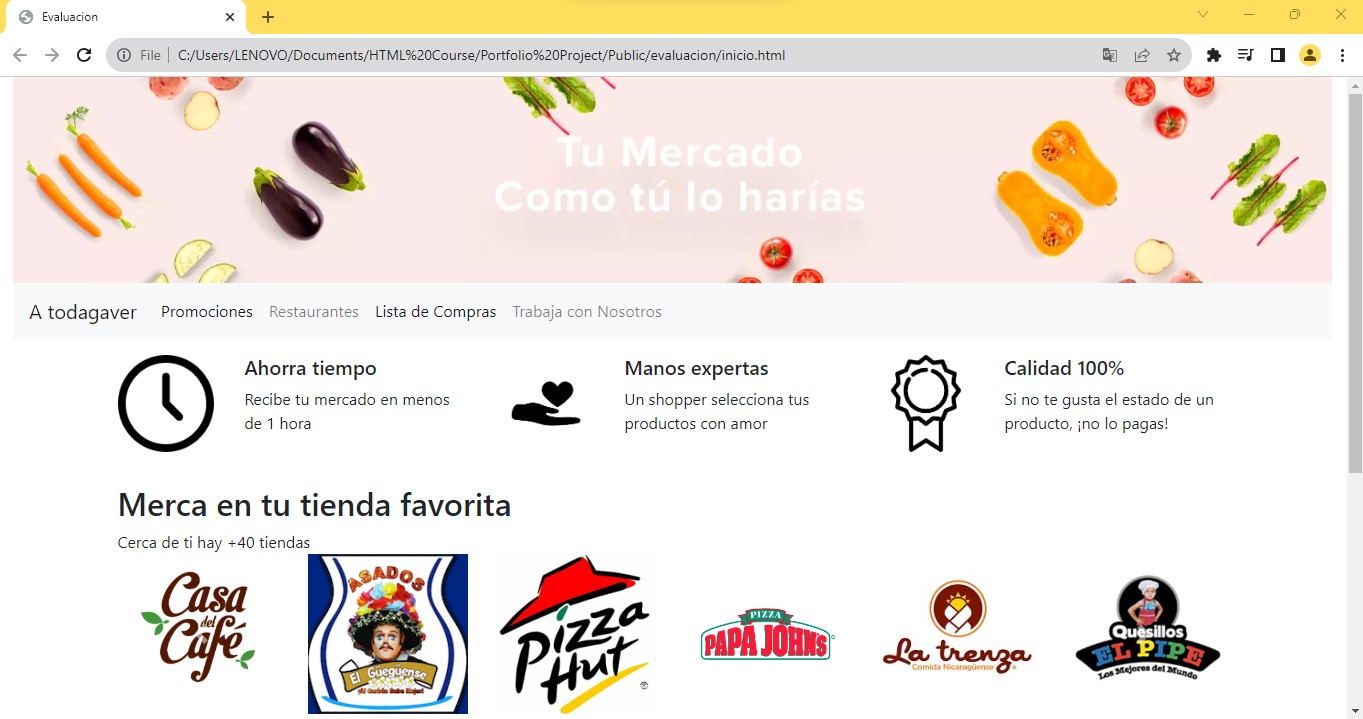 Evaluacion
File
C:/Users/LENOVO/Documents/HTML%20Course/Portfolio%20Project/Public/evaluacion/inicio.html
Tu Mercado
Como tú lo harías
A todagaver Promociones Restaurantes Lista de Compras Trabaja con Nosotros
Ahorra tiempo
Recibe tu mercado en menos
de 1 hora
Manos expertas
Un shopper selecciona tus
productos con amor
Calidad 100%
Si no te gusta el estado de un
producto, ¡no lo pagas!
Merca en tu tienda favorita
Cerca de ti hay +40 tiendas
Casa
del
Café
ASADOS
El Güegüense
¡Al Carbón Sabe Mejor!
Pizza
Hut
PIZZA
PAPA JOHNS
La trenza
Comida Nicaragüense
Quesillos
EL PIPE
Los Mejores del Mundo